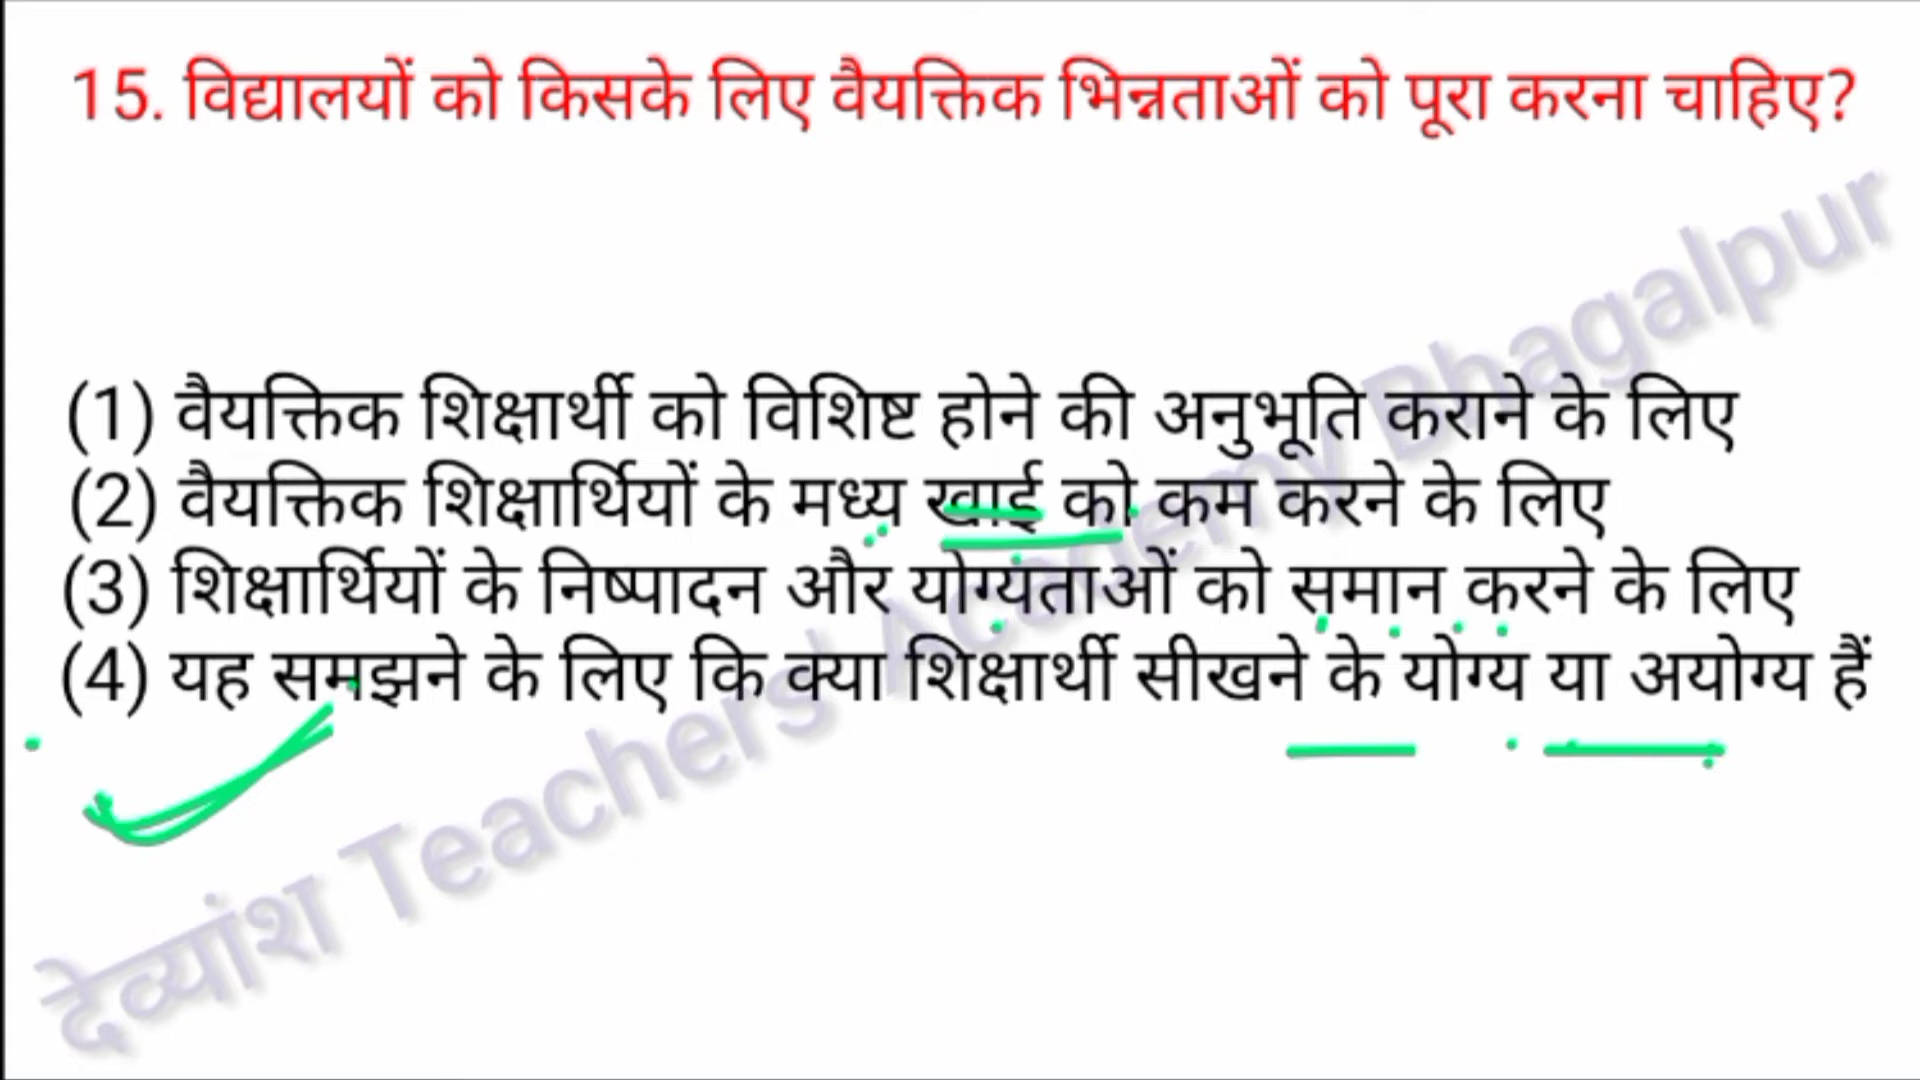 15. विद्यालयों को किसके लिए वैयक्तिक भिन्नताओं को पूरा करना चाहिए?
(1) वैयक्तिक शिक्षार्थी को विशिष्ट होने की अनुभूति कराने के लिए
(2) वैयक्तिक शिक्षार्थियों के मध्य खाई को कम करने के लिए
(3) शिक्षार्थियों के निष्पादन और योग्यताओं को समान करने के लिए
(4) यह समझने के लिए कि क्या शिक्षार्थी सीखने के योग्य या अयोग्य हैं
देव्यांश Teachers' Academy Bhagalpur